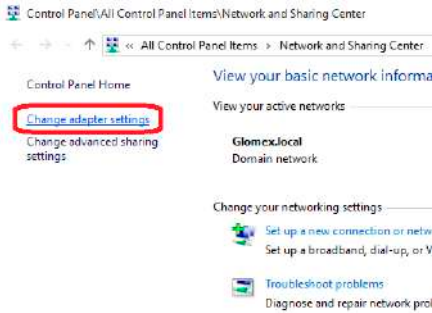 Control Panel\All Control Panel Items\Network and Sharing Center
« All Control Panel Items › Network and Sharing Center
Control Panel Home
Change adapter settings
Change advanced sharing
settings
View your basic network informa
View your active networks
Glomex.local
Domain network
Change your networking settings
Set up a new connection or netw
Set up a broadband, dial-up, or V
Troubleshoot problems
Diagnose and repair network prol